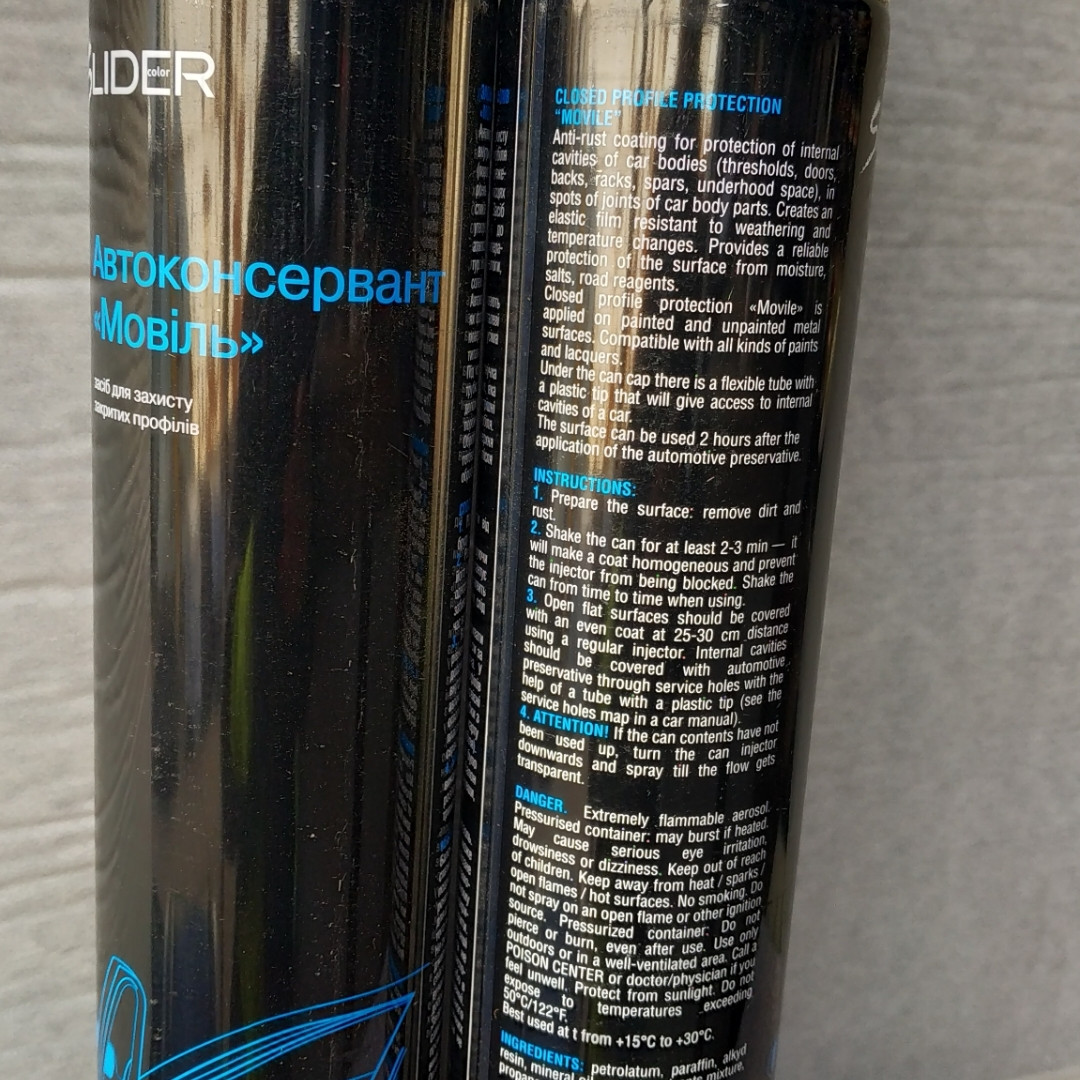 SLIDER
color
Автоконсервант
«Мовіль»
засіб для захисту
закритих профілів
CLOSED PROFILE PROTECTION
“MOVILE”
Anti-rust coating for protection of internal
cavities of car bodies (thresholds, doors,
backs, racks, spars, underhood space), in
spots of joints of car body parts. Creates an
elastic film resistant to weathering and
temperature changes. Provides a reliable
protection of the surface from moisture,
salts, road reagents.
Closed profile protection «Movile» is
applied on painted and unpainted metal
surfaces. Compatible with all kinds of paints
and lacquers.
Under the can cap there is a flexible tube with
a plastic tip that will give access to internal
cavities of a car.
The surface can be used 2 hours after the
application of the automotive preservative.
INSTRUCTIONS:
1. Prepare the surface: remove dirt and
rust.
2. Shake the can for at least 2-3 min — it
will make a coat homogeneous and prevent
the injector from being blocked. Shake the
can from time to time when using.
3. Open flat surfaces should be covered
with an even coat at 25-30 cm distance
using a regular injector. Internal cavities
should be covered with automotive
preservative through service holes with the
help of a tube with a plastic tip (see the
service holes map in a car manual).
4. ATTENTION! If the can contents have not
been used up, turn the can injector
downwards and spray till the flow gets
transparent.
DANGER. Extremely flammable aerosol.
Pressurised container: may burst if heated.
May cause serious eye irritation,
drowsiness or dizziness. Keep out of reach
of children. Keep away from heat / sparks /
open flames / hot surfaces. No smoking. Do
not spray on an open flame or other ignition
source. Pressurized container: Do not
pierce or burn, even after use. Use only
outdoors or in a well-ventilated area. Call a
POISON CENTER or doctor/physician if you
feel unwell. Protect from sunlight. Do not
expose to temperatures exceeding
50°C/122°F.
Best used at t from +15°C to +30°C.
INGREDIENTS: petrolatum, paraffin, alkyd
resin, mineral mixture,